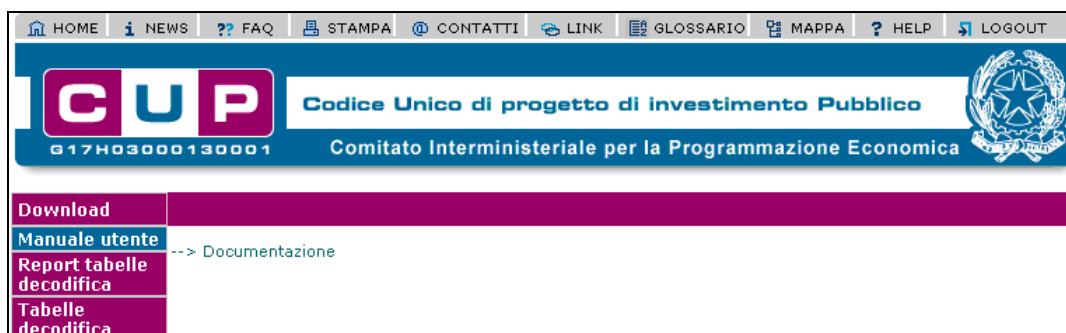 HOME i NEWS ?? FAQ STAMPA @ CONTATTI LINK GLOSSARIO MAPPA ? HELP LOGOUT
CUP
Codice Unico di progetto di investimento Pubblico
G17H03000130001
Comitato Interministeriale per la Programmazione Economica
Download
Manuale utente
--> Documentazione
Report tabelle
decodifica
Tabelle
decodifica